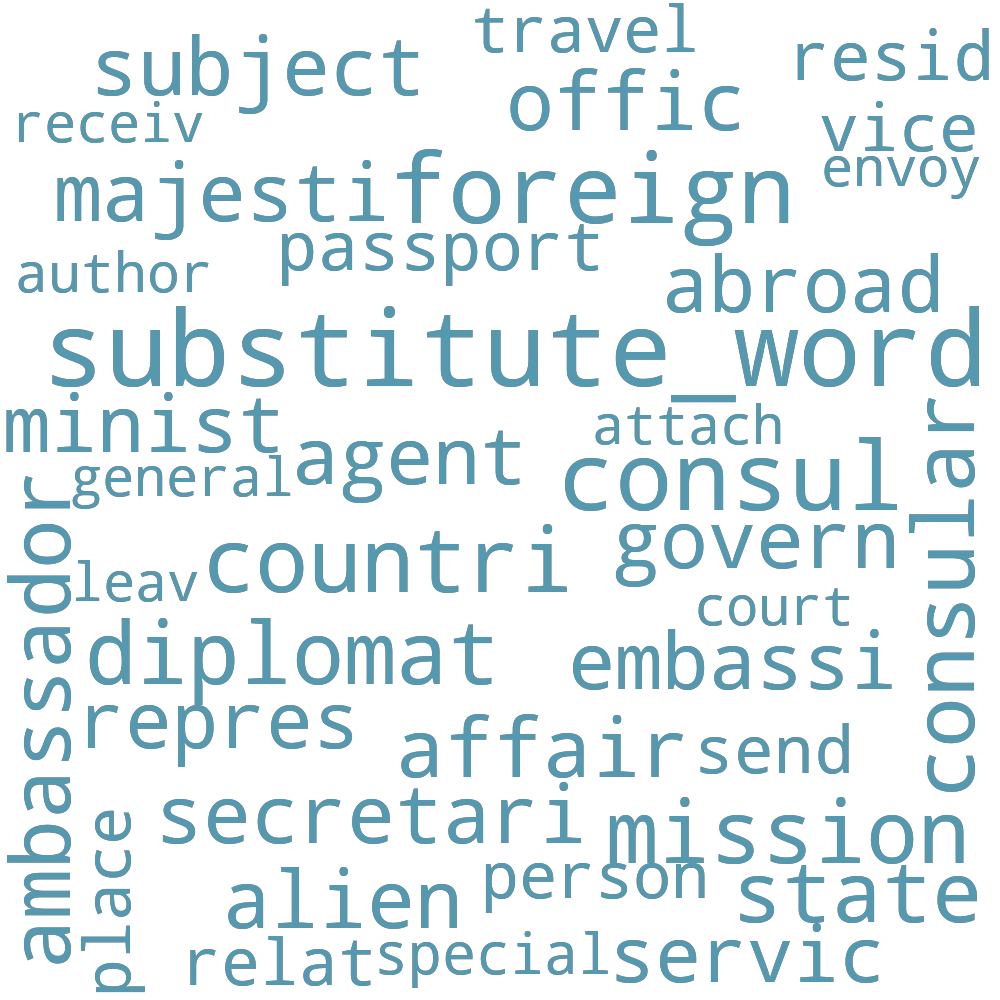 travel
subject
resid
offic
receiv
vice
envoy
majesti
foreign
passport
author
abroad
substitute_word
minist
attach
agent
general
consul
consular
ambassador
countri
govern
leav
court
diplomat
embassi
repres
affair
send
secretari
mission
place
person
alien
state
relat
special
servic